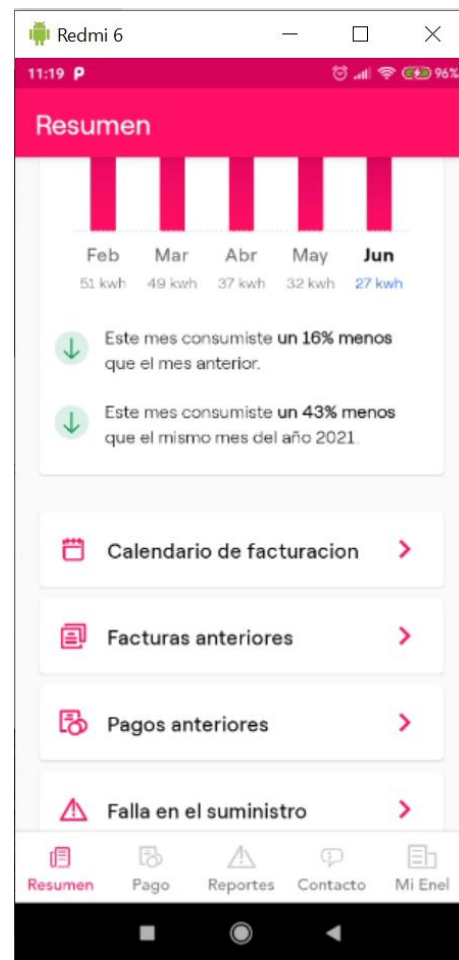 Redmi 6
11:19 P 96%
Resumen
Feb Mar Abr May Jun
51 kwh 49 kwh 37 kwh 32 kwh 27 kwh
Este mes consumiste un 16% menos
que el mes anterior.
Este mes consumiste un 43% menos
que el mismo mes del año 2021
Calendario de facturacion
Facturas anteriores
Pagos anteriores
Falla en el suministro
Resumen Pago Reportes Contacto Mi Enel